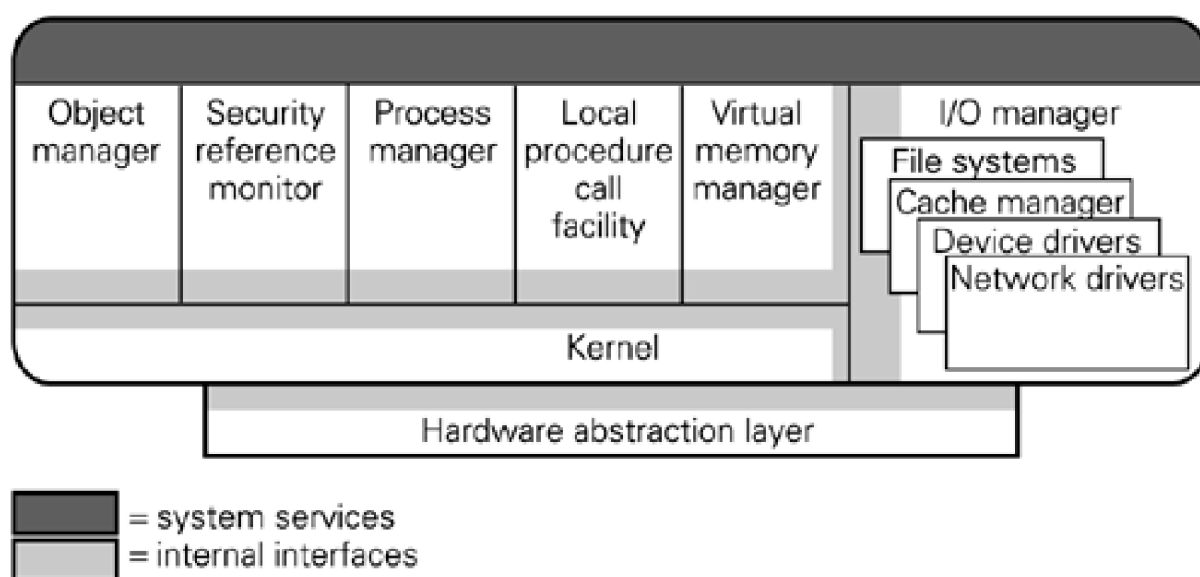 Object
manager
Security
reference
monitor
Process
manager
Local
procedure
call
facility
Virtual
memory
manager
I/O manager
File systems
Cache manager
Device drivers
Network drivers
Kernel
Hardware abstraction layer
= system services
= internal interfaces